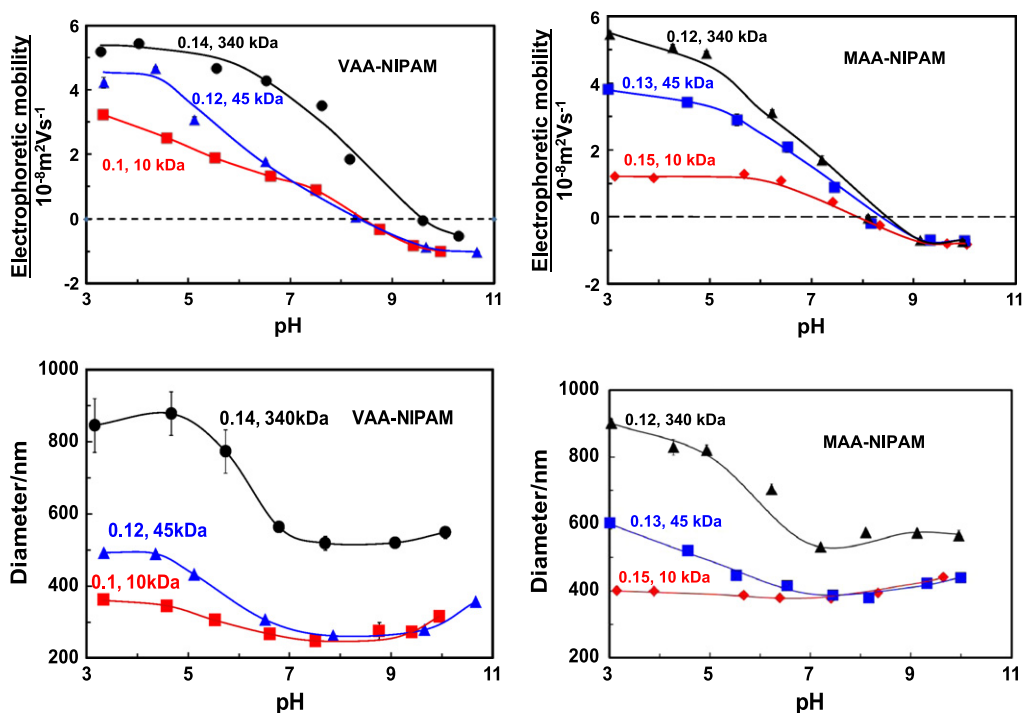 Electrophoretic mobility
10-8m2Vs-1
6
4
2
0
-2
0.14, 340 kDa
VAA-NIPAM
0.12, 45 kDa
0.1, 10 kDa
3 5 7 9 11
pH
Electrophoretic mobility
10-8m2Vs-1
6
4
2
0
-2
0.12, 340 kDa
MAA-NIPAM
0.13, 45 kDa
0.15, 10 kDa
3 5 7 9 11
pH
Diameter/nm
1000
800
600
400
200
0.14, 340kDa
VAA-NIPAM
0.12, 45kDa
0.1, 10kDa
3 5 7 9 11
pH
Diameter/nm
1000
800
600
400
200
0.12, 340 kDa
MAA-NIPAM
0.13, 45 kDa
0.15, 10 kDa
3 5 7 9 11
pH